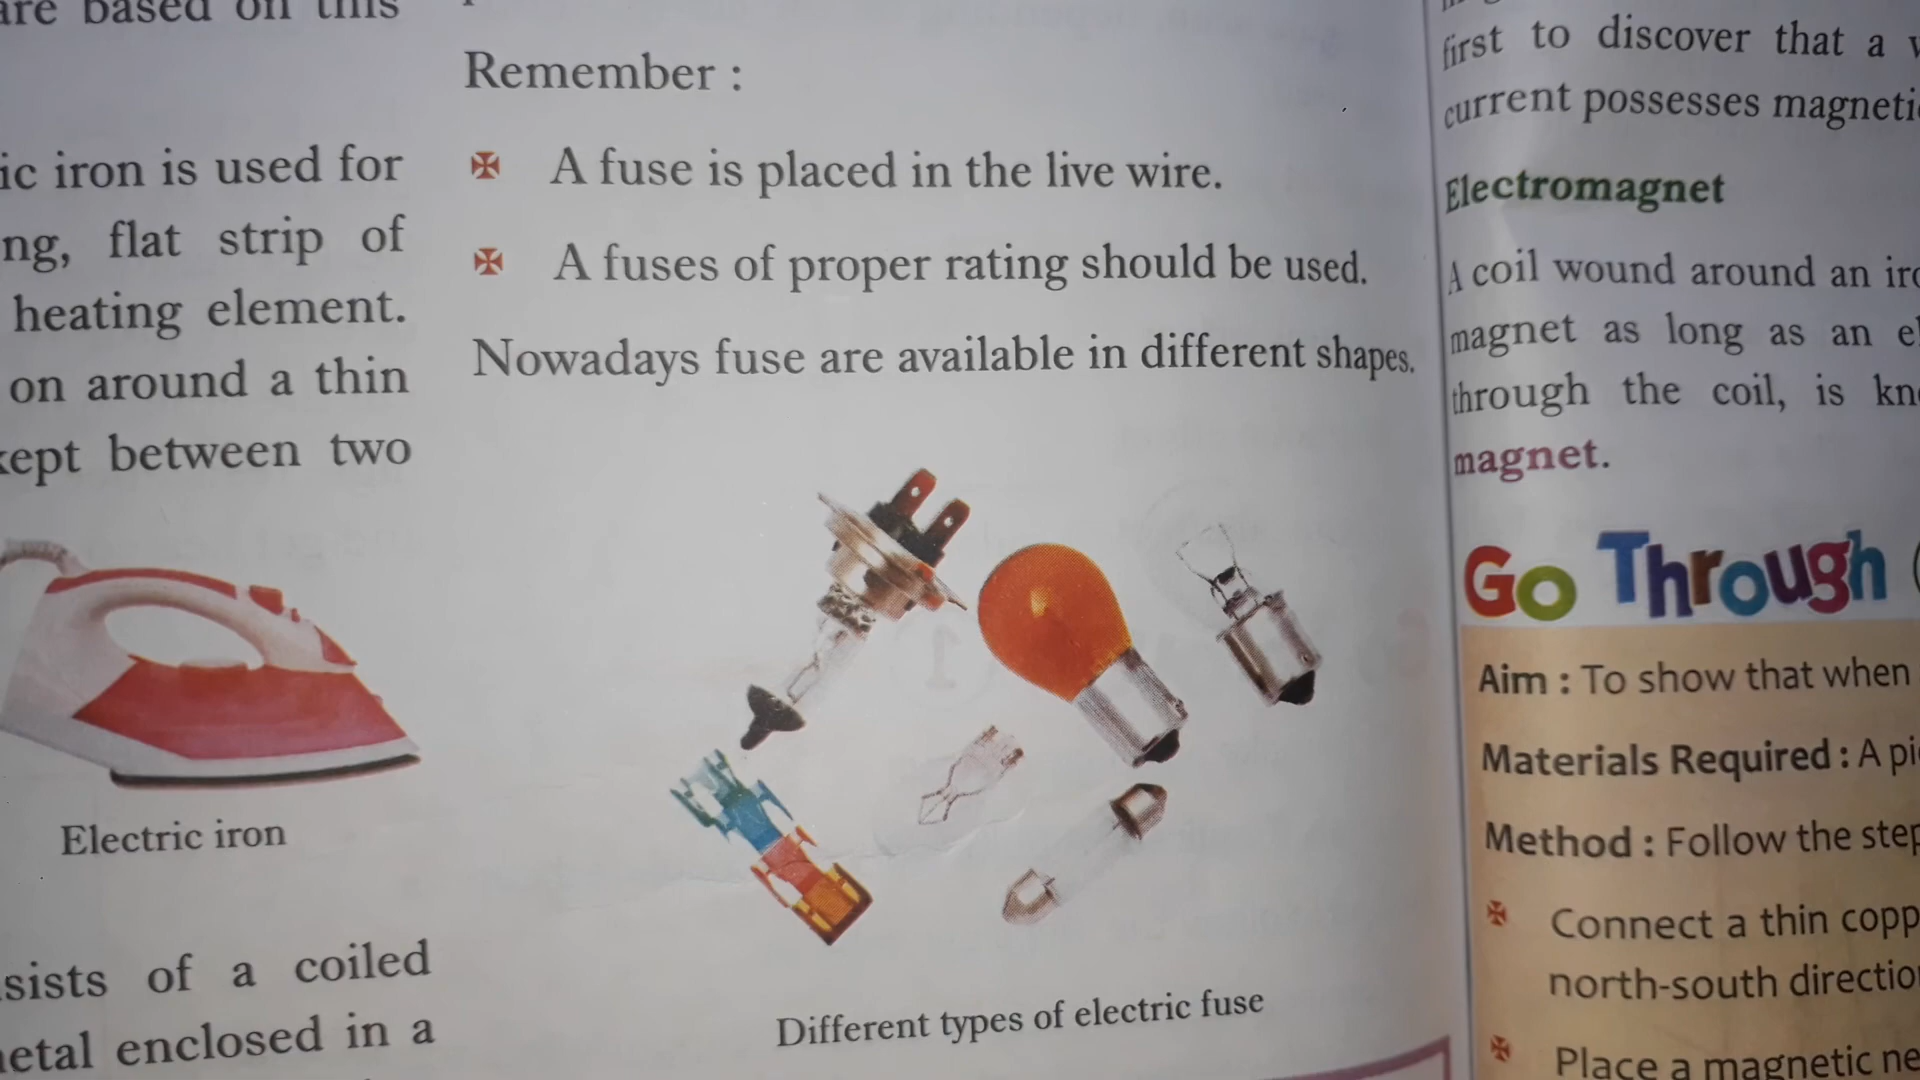 are based on this
ic iron is used for
ng, flat strip of
heating element.
on around a thin
kept between two
Electric iron
sists of a coiled
etal enclosed in a
Remember :
A fuse is placed in the live wire.
A fuses of proper rating should be used.
Nowadays fuse are available in different shapes.
Different types of electric fuse
first to discover that a
current possesses magneti
Electromagnet
A coil wound around an iro
magnet as long as an el
through the coil, is kno
magnet.
Go Through
Aim : To show that when
Materials Required : A pi
Method : Follow the step
Connect a thin copp
north-south directio
Place a magnetic ne